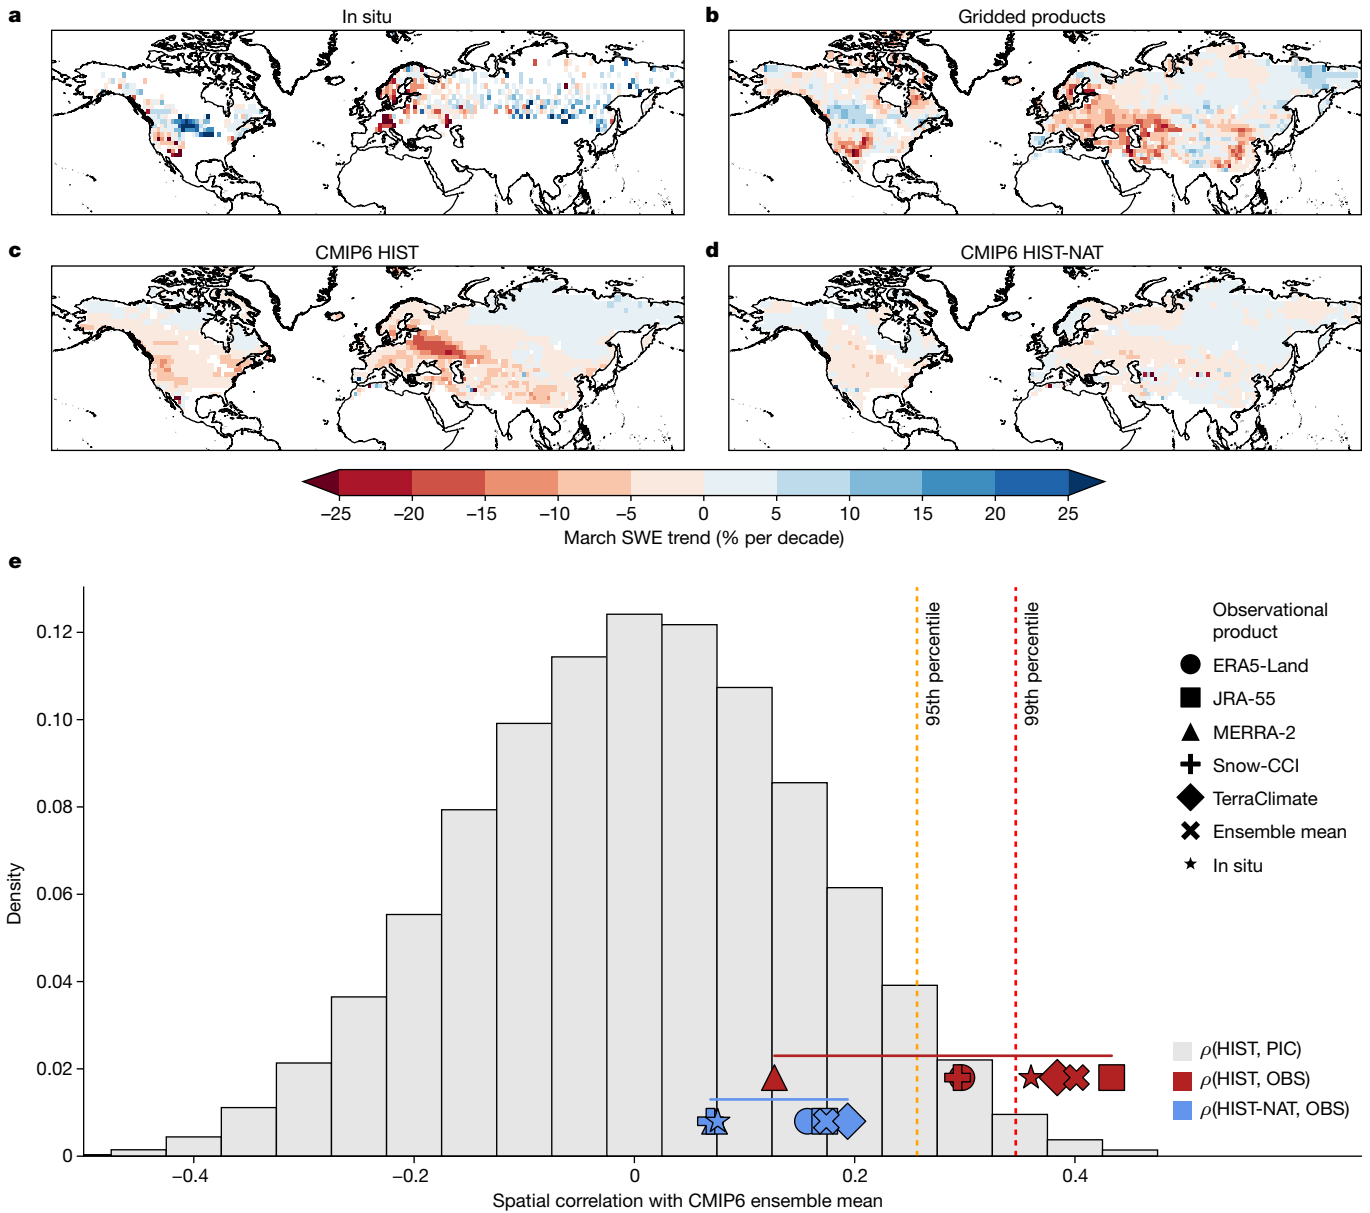 a
In situ
b
Gridded products
c
CMIP6 HIST
d
CMIP6 HIST-NAT
–25
–20
–15
–10
–5
0
5
10
15
20
25
March SWE trend (% per decade)
e
0.12
0.10
0.08
0.06
0.04
0.02
0
Density
–0.4
–0.2
0
0.2
0.4
Spatial correlation with CMIP6 ensemble mean
95th percentile
99th percentile
Observational
product
ERA5-Land
JRA-55
MERRA-2
Snow-CCI
TerraClimate
Ensemble mean
In situ
ρ(HIST, PIC)
ρ(HIST, OBS)
ρ(HIST-NAT, OBS)